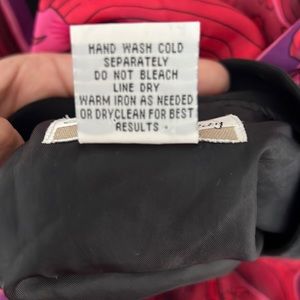 HAND WASH COLD
SEPARATELY
DO NOT BLEACH
LINE DRY
WARM IRON AS NEEDED
OR DRYCLEAN FOR BEST
RESULTS.